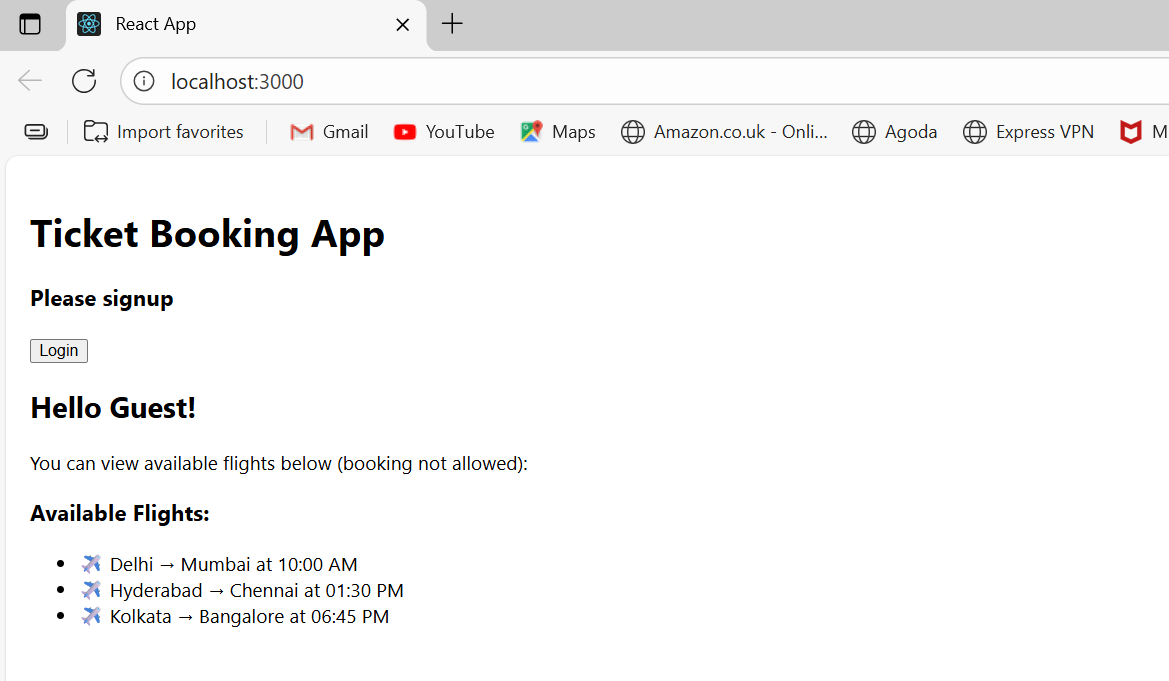 React App
localhost:3000
Import favorites Gmail YouTube Maps Amazon.co.uk - Onli... Agoda Express VPN M
Ticket Booking App
Please signup
Login
Hello Guest!
You can view available flights below (booking not allowed):
Available Flights:
• ✈️ Delhi → Mumbai at 10:00 AM
• ✈️ Hyderabad → Chennai at 01:30 PM
• ✈️ Kolkata → Bangalore at 06:45 PM